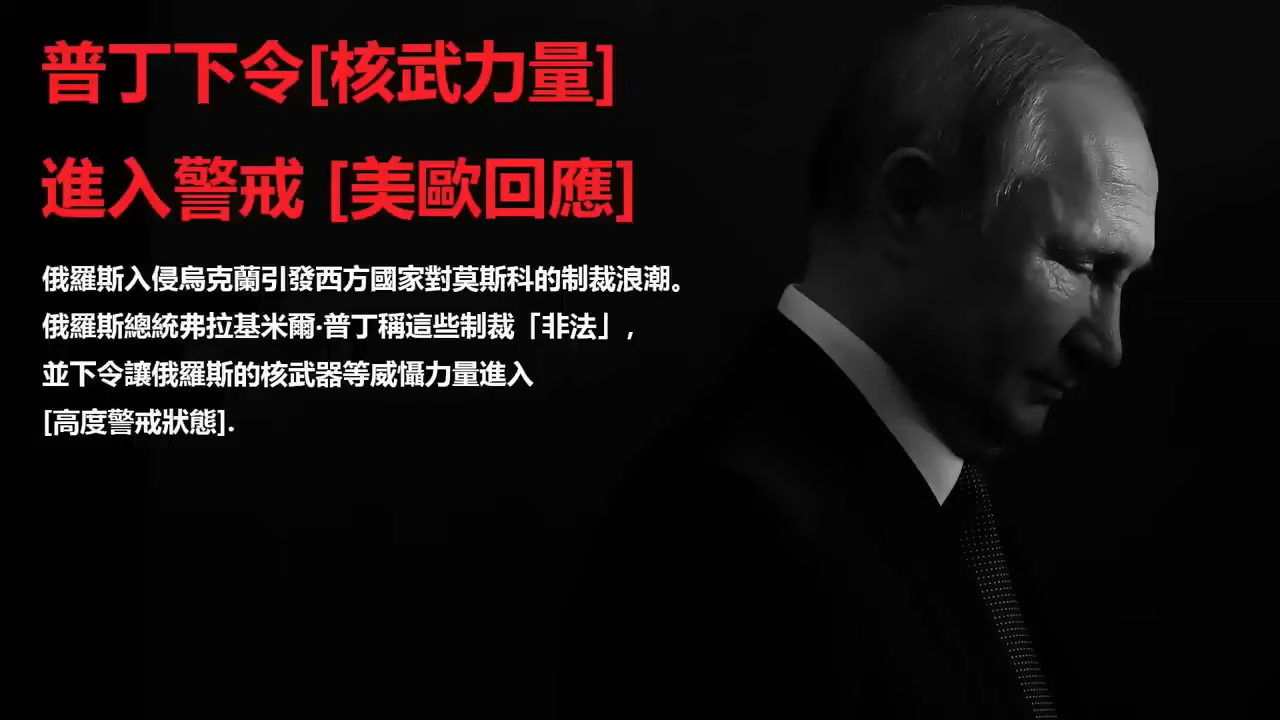 普丁下令[核武力量]
進入警戒 [美歐回應]
俄羅斯入侵烏克蘭引發西方國家對莫斯科的制裁浪潮。
俄羅斯總統弗拉基米爾·普丁稱這些制裁「非法」,
並下令讓俄羅斯的核武器等威懾力量進入
[高度警戒狀態].